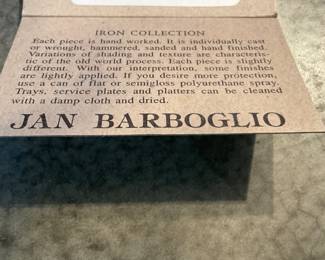 IRON COLLECTION
Each piece is hand worked. It is individually cast
or wrought, hammered, sanded and hand finished.
Variations of shading and texture are characteris-
tic of the old world process. Each piece is slightly
different. With our interpretation, some finishes
are lightly applied. If you desire more protection,
use a can of flat or semigloss polyurethane spray.
Trays, service plates and platters can be cleaned
with a damp cloth and dried.
JAN BARBOGLIO